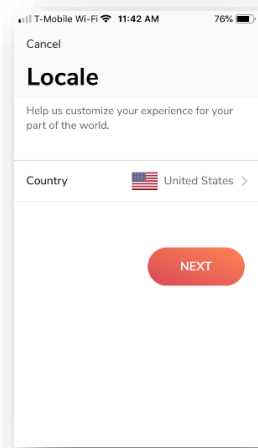 T-Mobile Wi-Fi 11:42 AM 76%
Cancel
Locale
Help us customize your experience for your
part of the world.
Country United States
NEXT